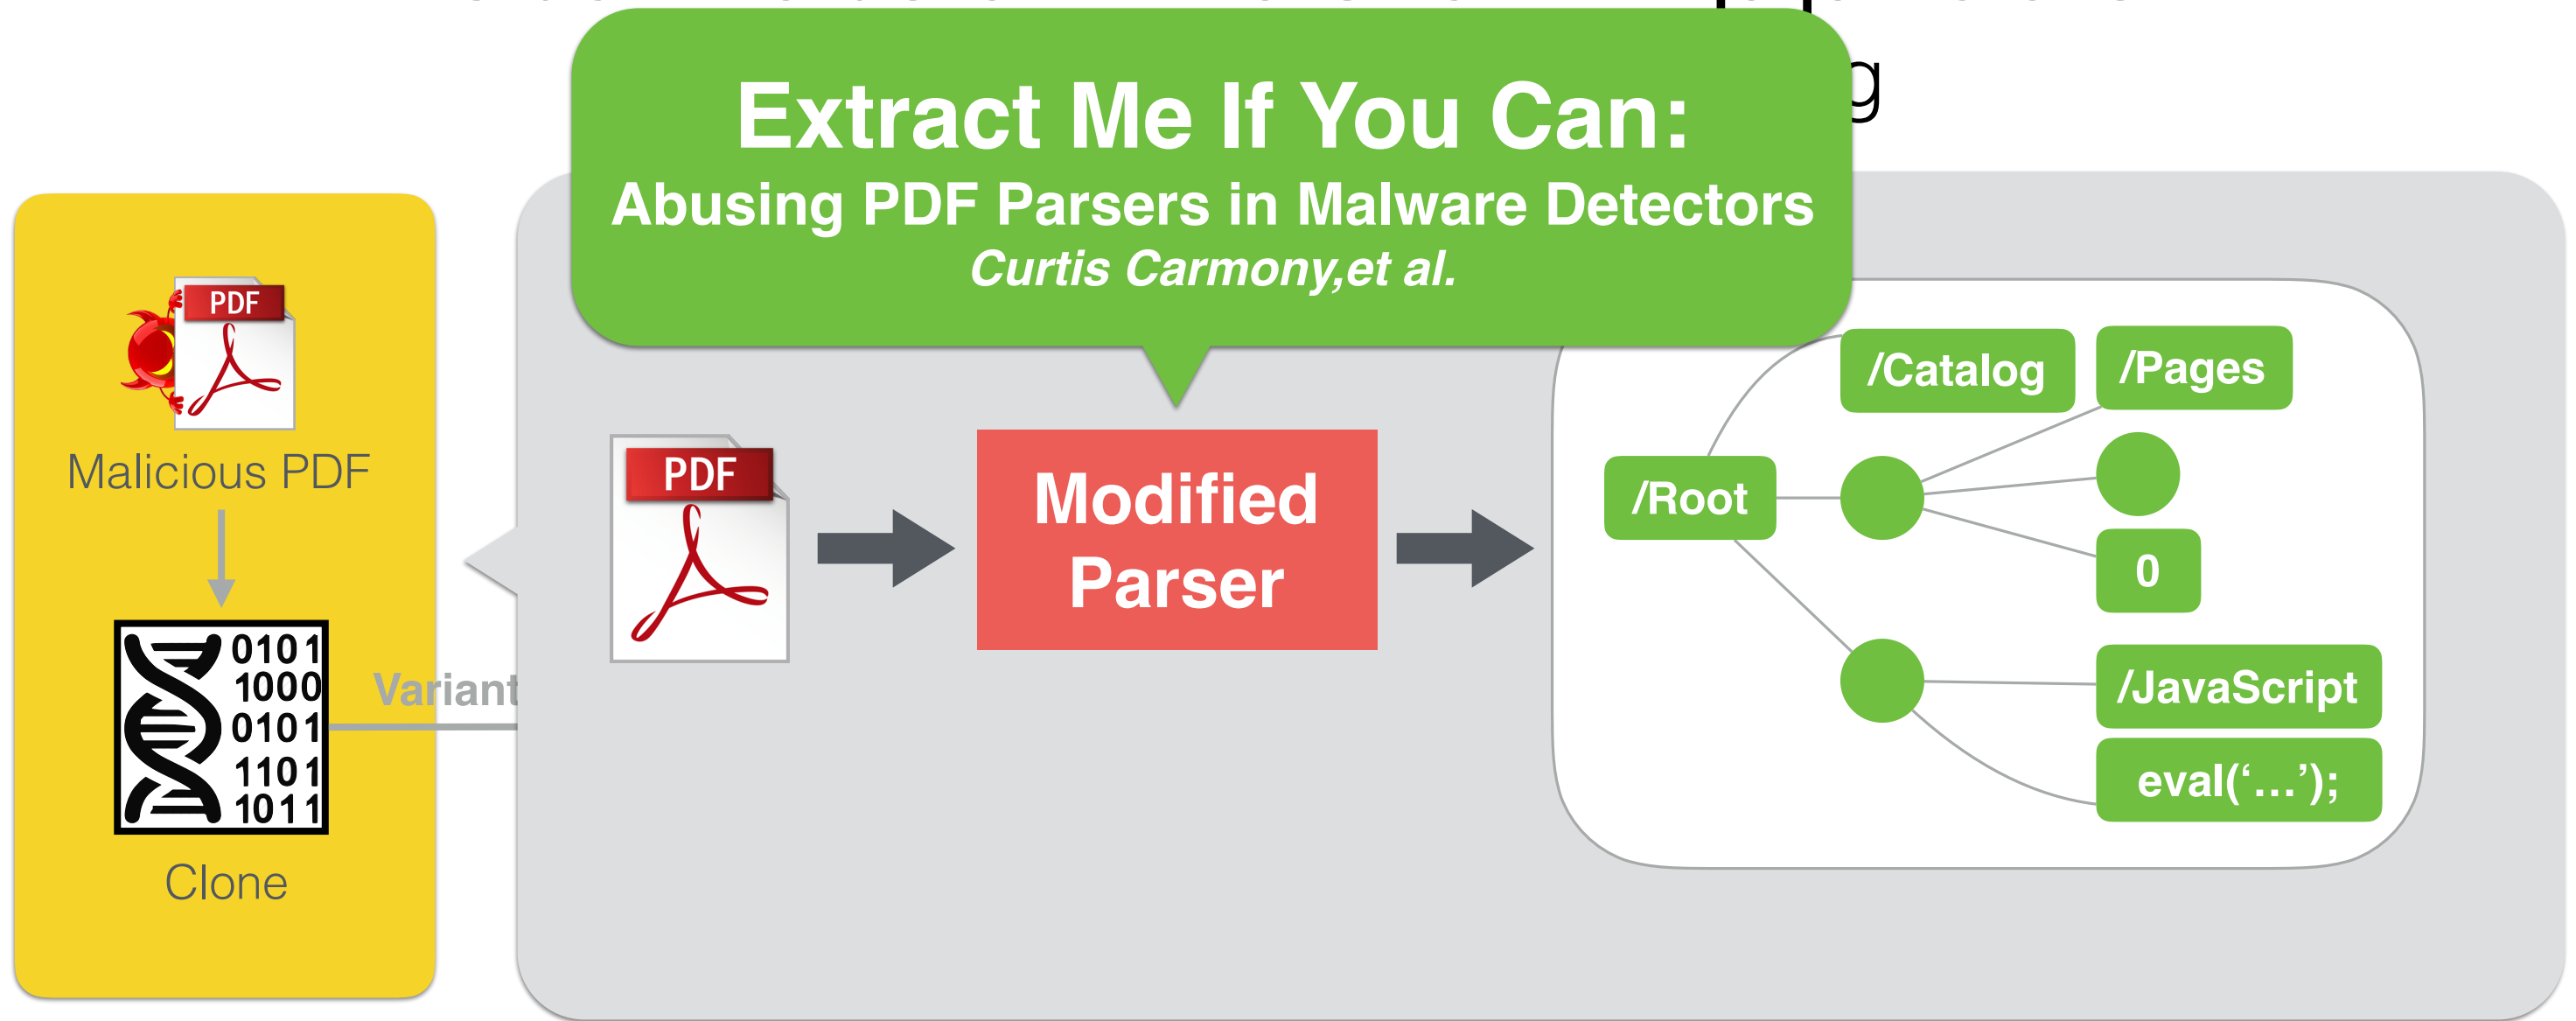 Extract Me If You Can:
Abusing PDF Parsers in Malware Detectors
Curtis Carmony,et al.
PDF
Malicious PDF
0101
1000
0101
1101
1011
Clone
Variant
PDF
Modified
Parser
/Root
/Catalog
/Pages
0
/JavaScript
eval(‘…’);